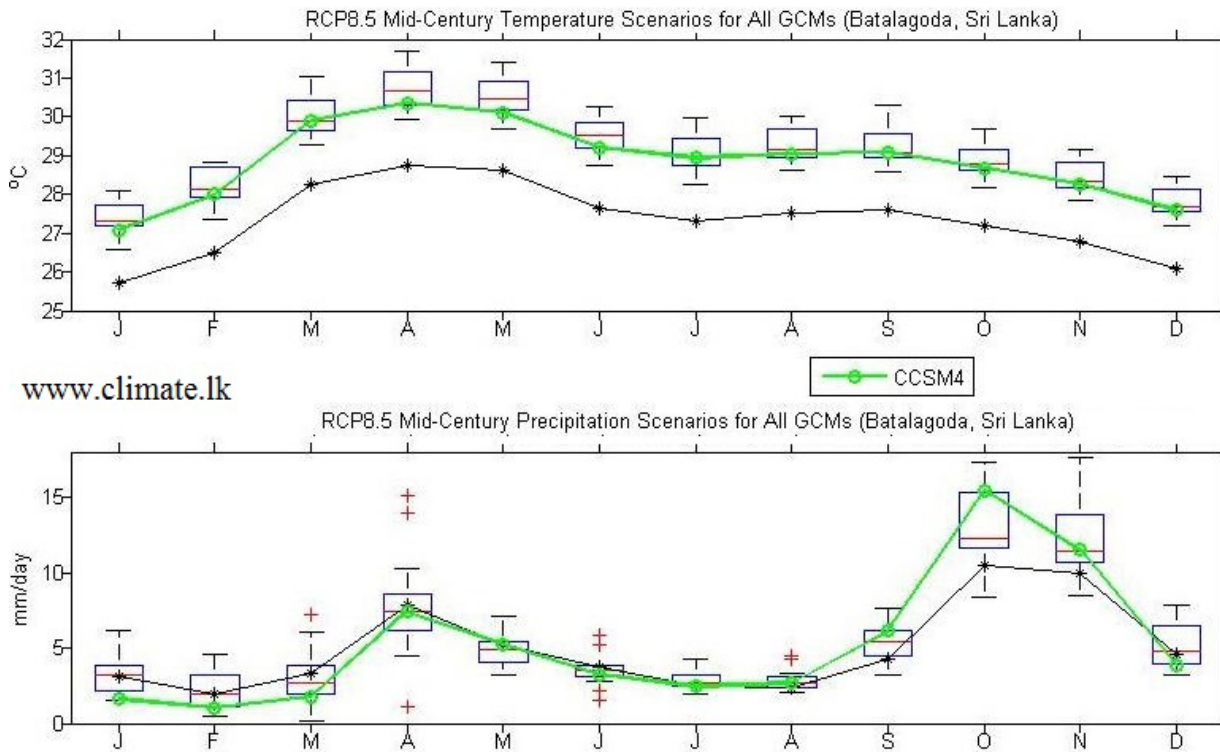 RCP8.5 Mid-Century Temperature Scenarios for All GCMs (Batalagoda, Sri Lanka)
32
31
30
29
28
27
26
25
ºC
J F M A M J J A S O N D
CCSM4
www.climate.lk
RCP8.5 Mid-Century Precipitation Scenarios for All GCMs (Batalagoda, Sri Lanka)
15
10
5
0
mm/day
J F M A M J J A S O N D